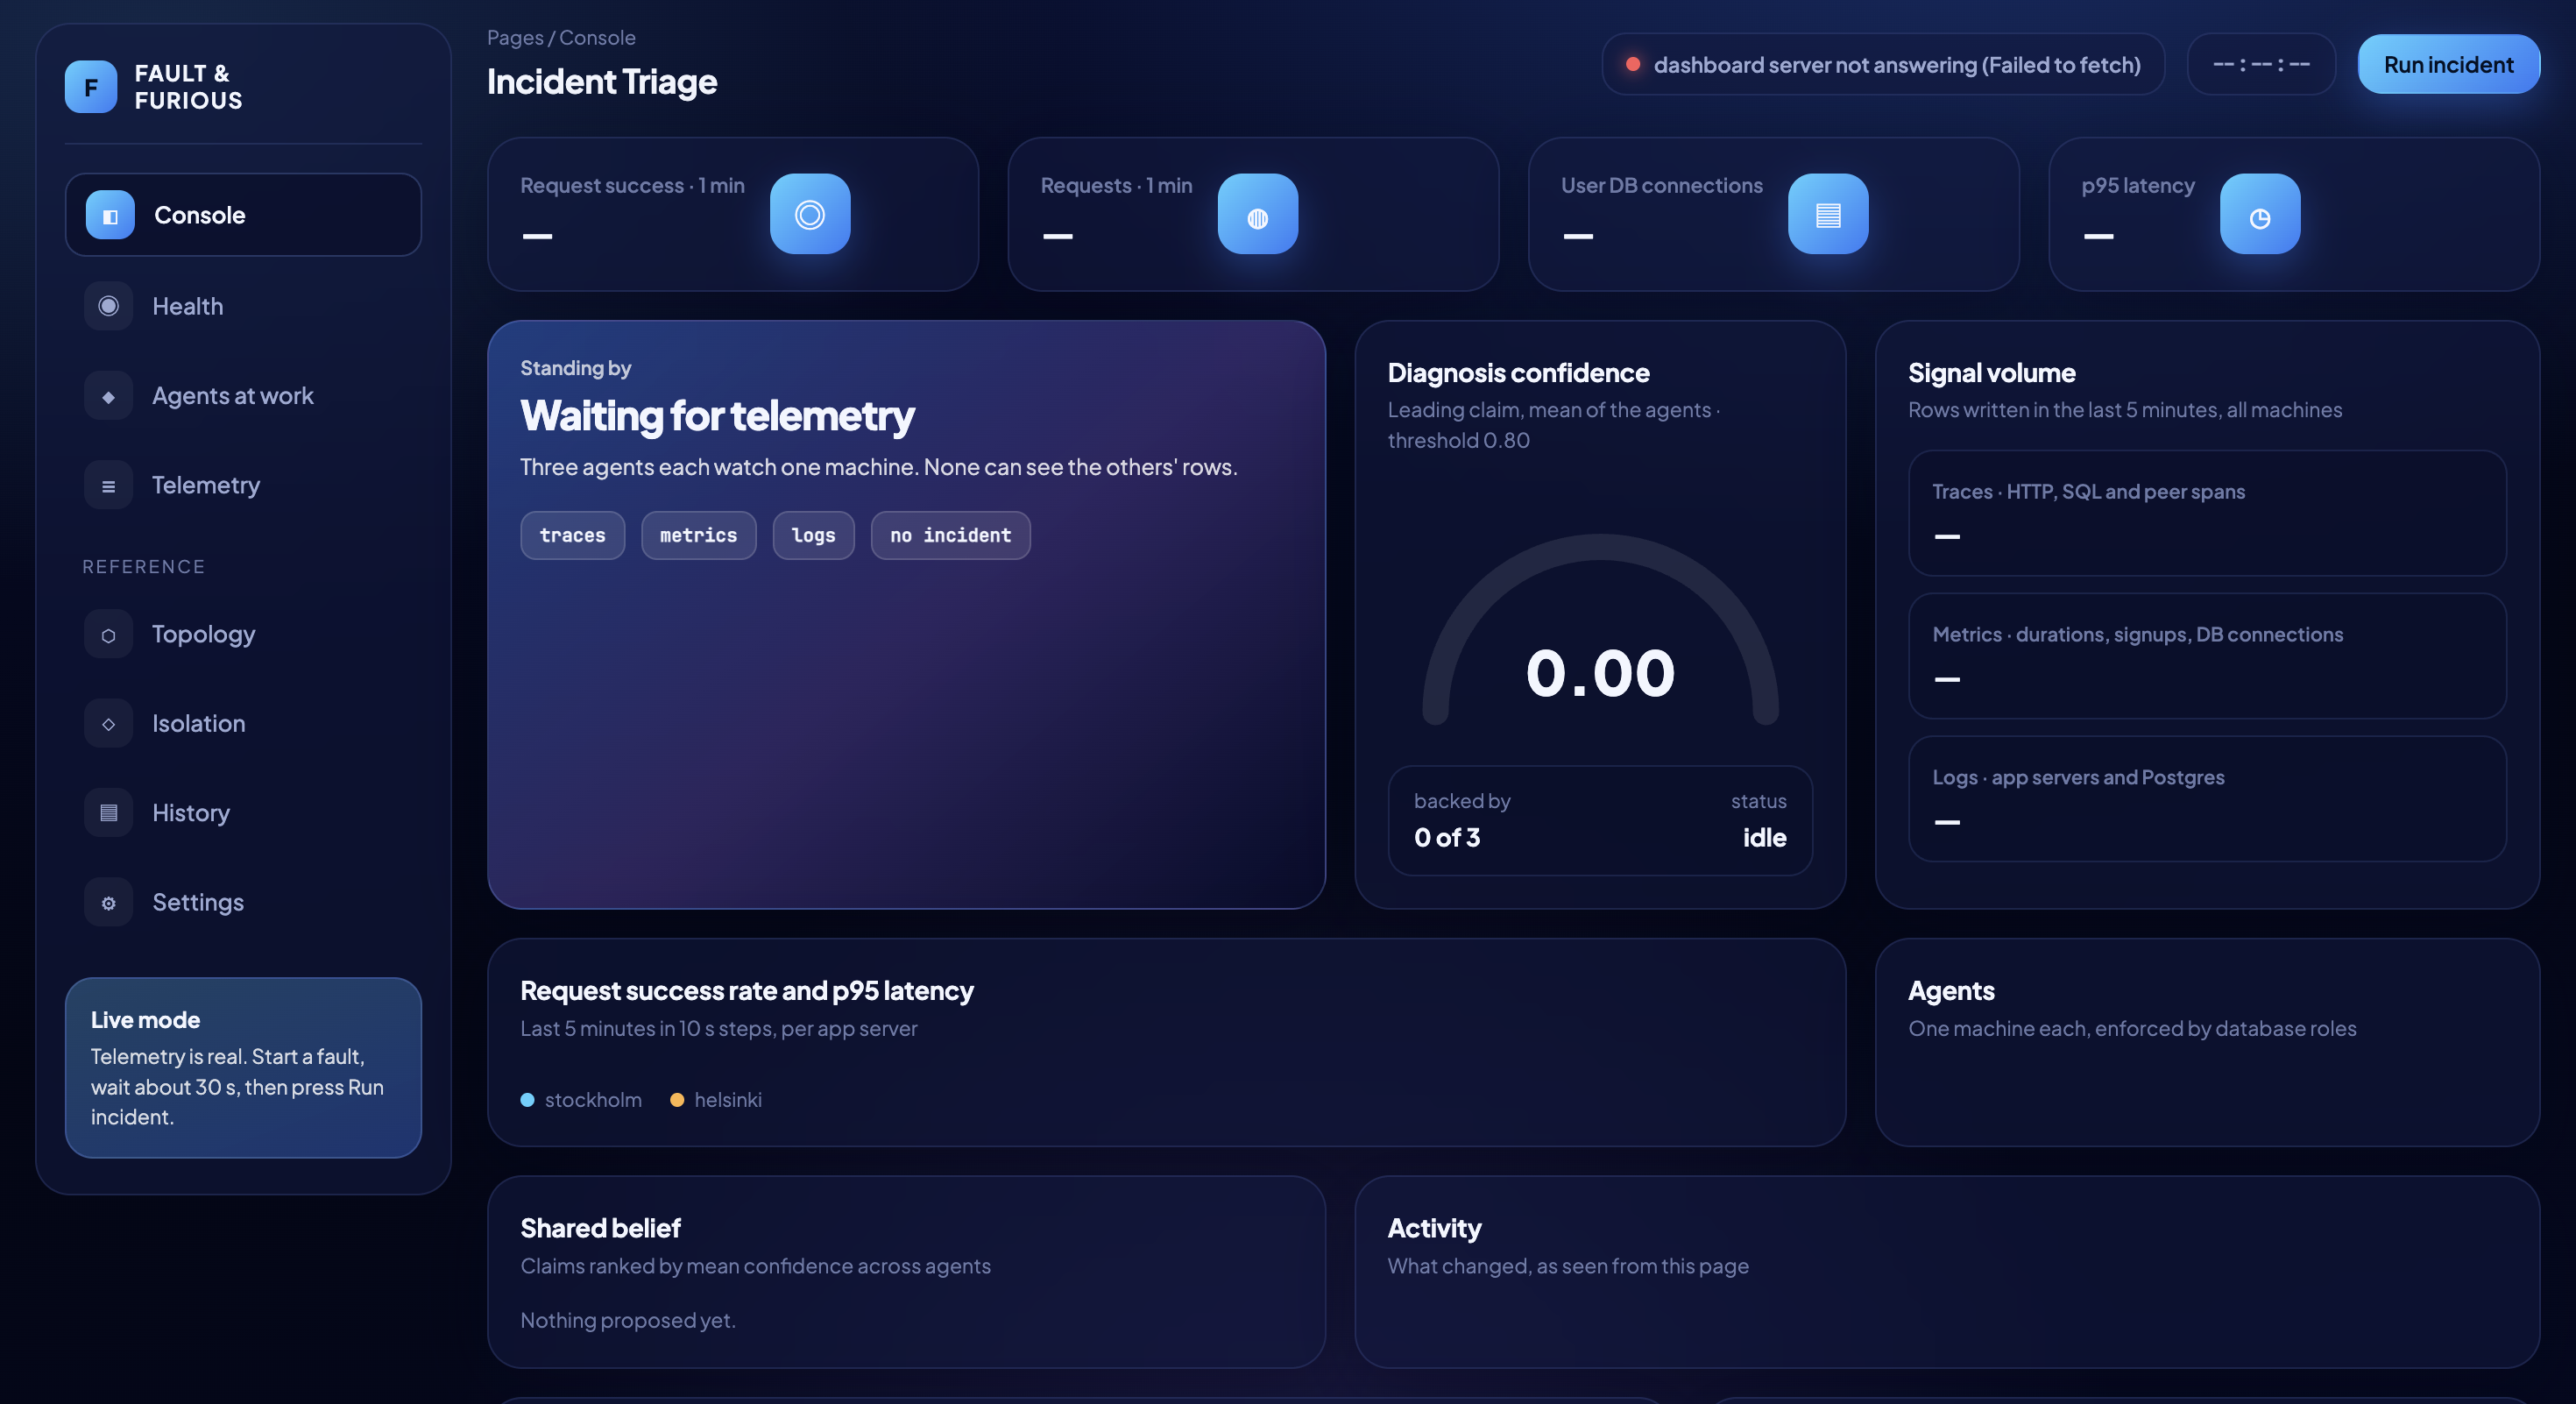 F
FAULT &
FURIOUS
Console
Health
Agents at work
Telemetry
REFERENCE
Topology
Isolation
History
Settings
Live mode
Telemetry is real. Start a fault,
wait about 30 s, then press Run
incident.
Pages / Console
Incident Triage
dashboard server not answering (Failed to fetch)
--:--:--
Run incident
Request success · 1 min
—
Requests · 1 min
—
User DB connections
—
p95 latency
—
Standing by
Waiting for telemetry
Three agents each watch one machine. None can see the others' rows.
traces
metrics
logs
no incident
Diagnosis confidence
Leading claim, mean of the agents ·
threshold 0.80
0.00
backed by
0 of 3
status
idle
Signal volume
Rows written in the last 5 minutes, all machines
Traces · HTTP, SQL and peer spans
—
Metrics · durations, signups, DB connections
—
Logs · app servers and Postgres
—
Request success rate and p95 latency
Last 5 minutes in 10 s steps, per app server
stockholm
helsinki
Agents
One machine each, enforced by database roles
Shared belief
Claims ranked by mean confidence across agents
Nothing proposed yet.
Activity
What changed, as seen from this page